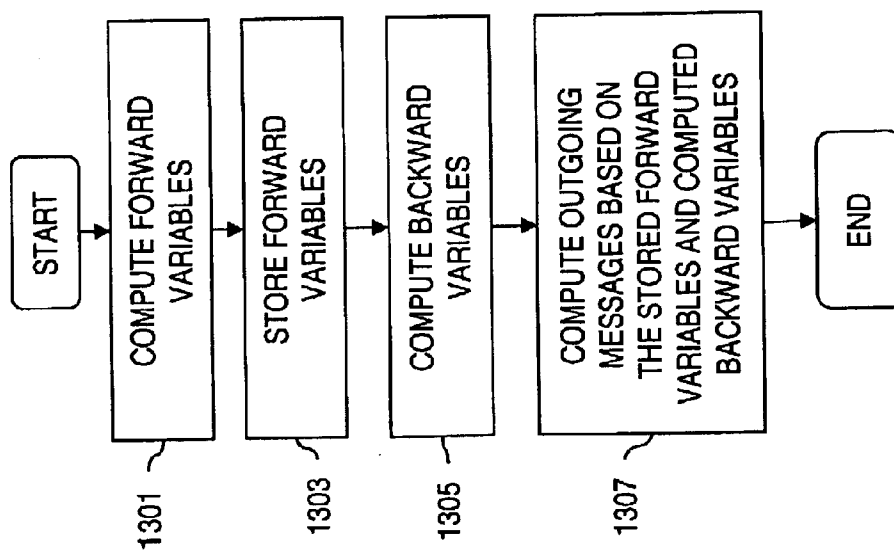 START
COMPUTE FORWARD
VARIABLES
1301
STORE FORWARD
VARIABLES
1303
COMPUTE BACKWARD
VARIABLES
1305
COMPUTE OUTGOING
MESSAGES BASED ON
THE STORED FORWARD
VARIABLES AND COMPUTED
BACKWARD VARIABLES
1307
END